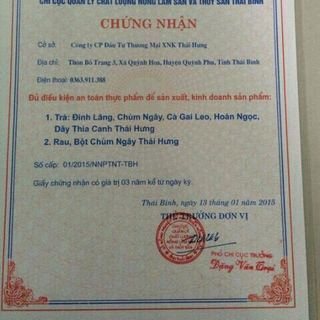 CHI CỤC QUẢN LÝ CHẤT LƯỢNG NÔNG LÂM SẢN VÀ THỦY SẢN THÁI BÌNH
CHỨNG NHẬN
Cơ sở: Công ty CP Đầu Tư Thương Mại XNK Thái Hưng
Địa chỉ: Thôn Bồ Trang 3, Xã Quỳnh Hoa, Huyện Quỳnh Phụ, Tỉnh Thái Bình
Điện thoại: 0363.911.388
Đủ điều kiện an toàn thực phẩm để sản xuất, kinh doanh sản phẩm:
1. Trà: Đinh Lăng, Chùm Ngây, Cà Gai Leo, Hoàn Ngọc,
Dây Thìa Canh Thái Hưng
2. Rau, Bột Chùm Ngây Thái Hưng
Số cấp: 01/2015/NNPTNT-TBH
Giấy chứng nhận có giá trị 03 năm kể từ ngày ký.
Thái Bình, ngày 13 tháng 01 năm 2015
THỦ TRƯỞNG ĐƠN VỊ
PHÓ CHI CỤC TRƯỞNG
Đặng Văn